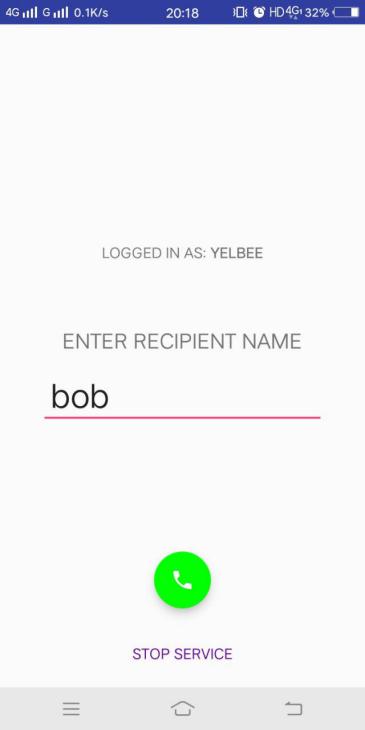 4G G 0.1K/s 20:18 HD 4G 32%
LOGGED IN AS: YELBEE
ENTER RECIPIENT NAME
bob
STOP SERVICE